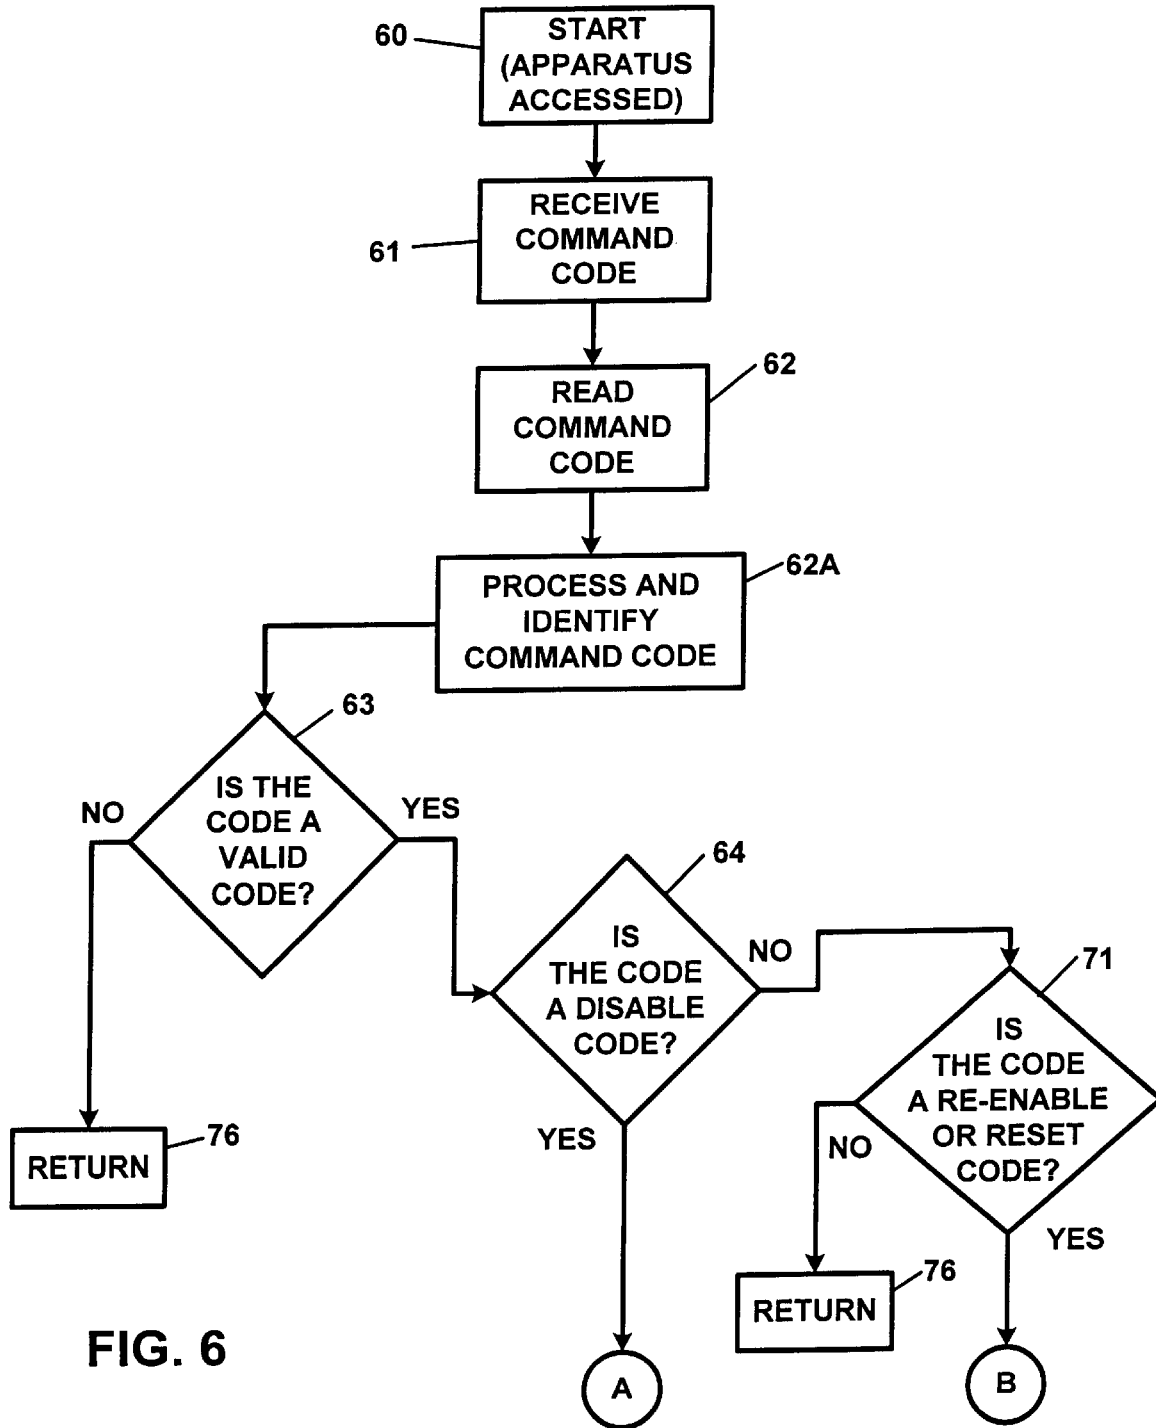 60
START
(APPARATUS
ACCESSED)
61
RECEIVE
COMMAND
CODE
62
READ
COMMAND
CODE
62A
PROCESS AND
IDENTIFY
COMMAND CODE
63
IS THE
CODE A
VALID
CODE?
NO
YES
64
IS
THE CODE
A DISABLE
CODE?
NO
YES
71
IS
THE CODE
A RE-ENABLE
OR RESET
CODE?
NO
YES
76
RETURN
76
RETURN
FIG. 6
A
B